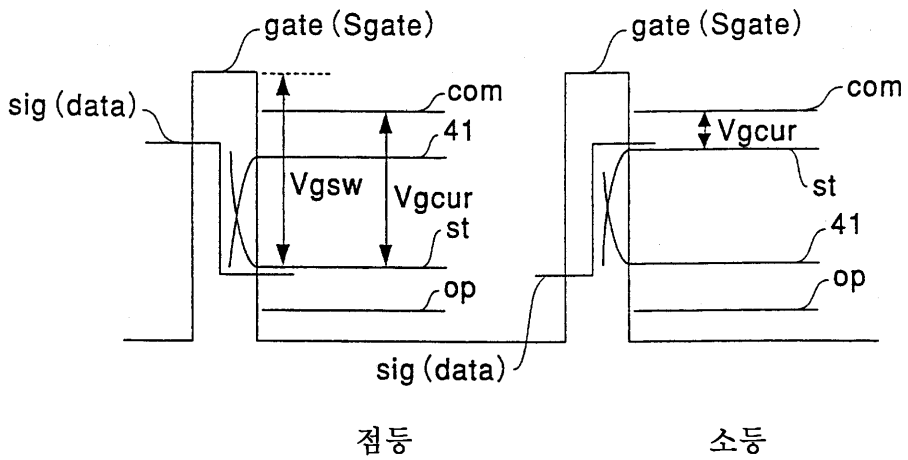 gate (Sgate)
gate (Sgate)
sig (data)
com
com
41
Vgcur
Vgsw
Vgcur
st
st
41
op
op
sig (data)
점등
소등